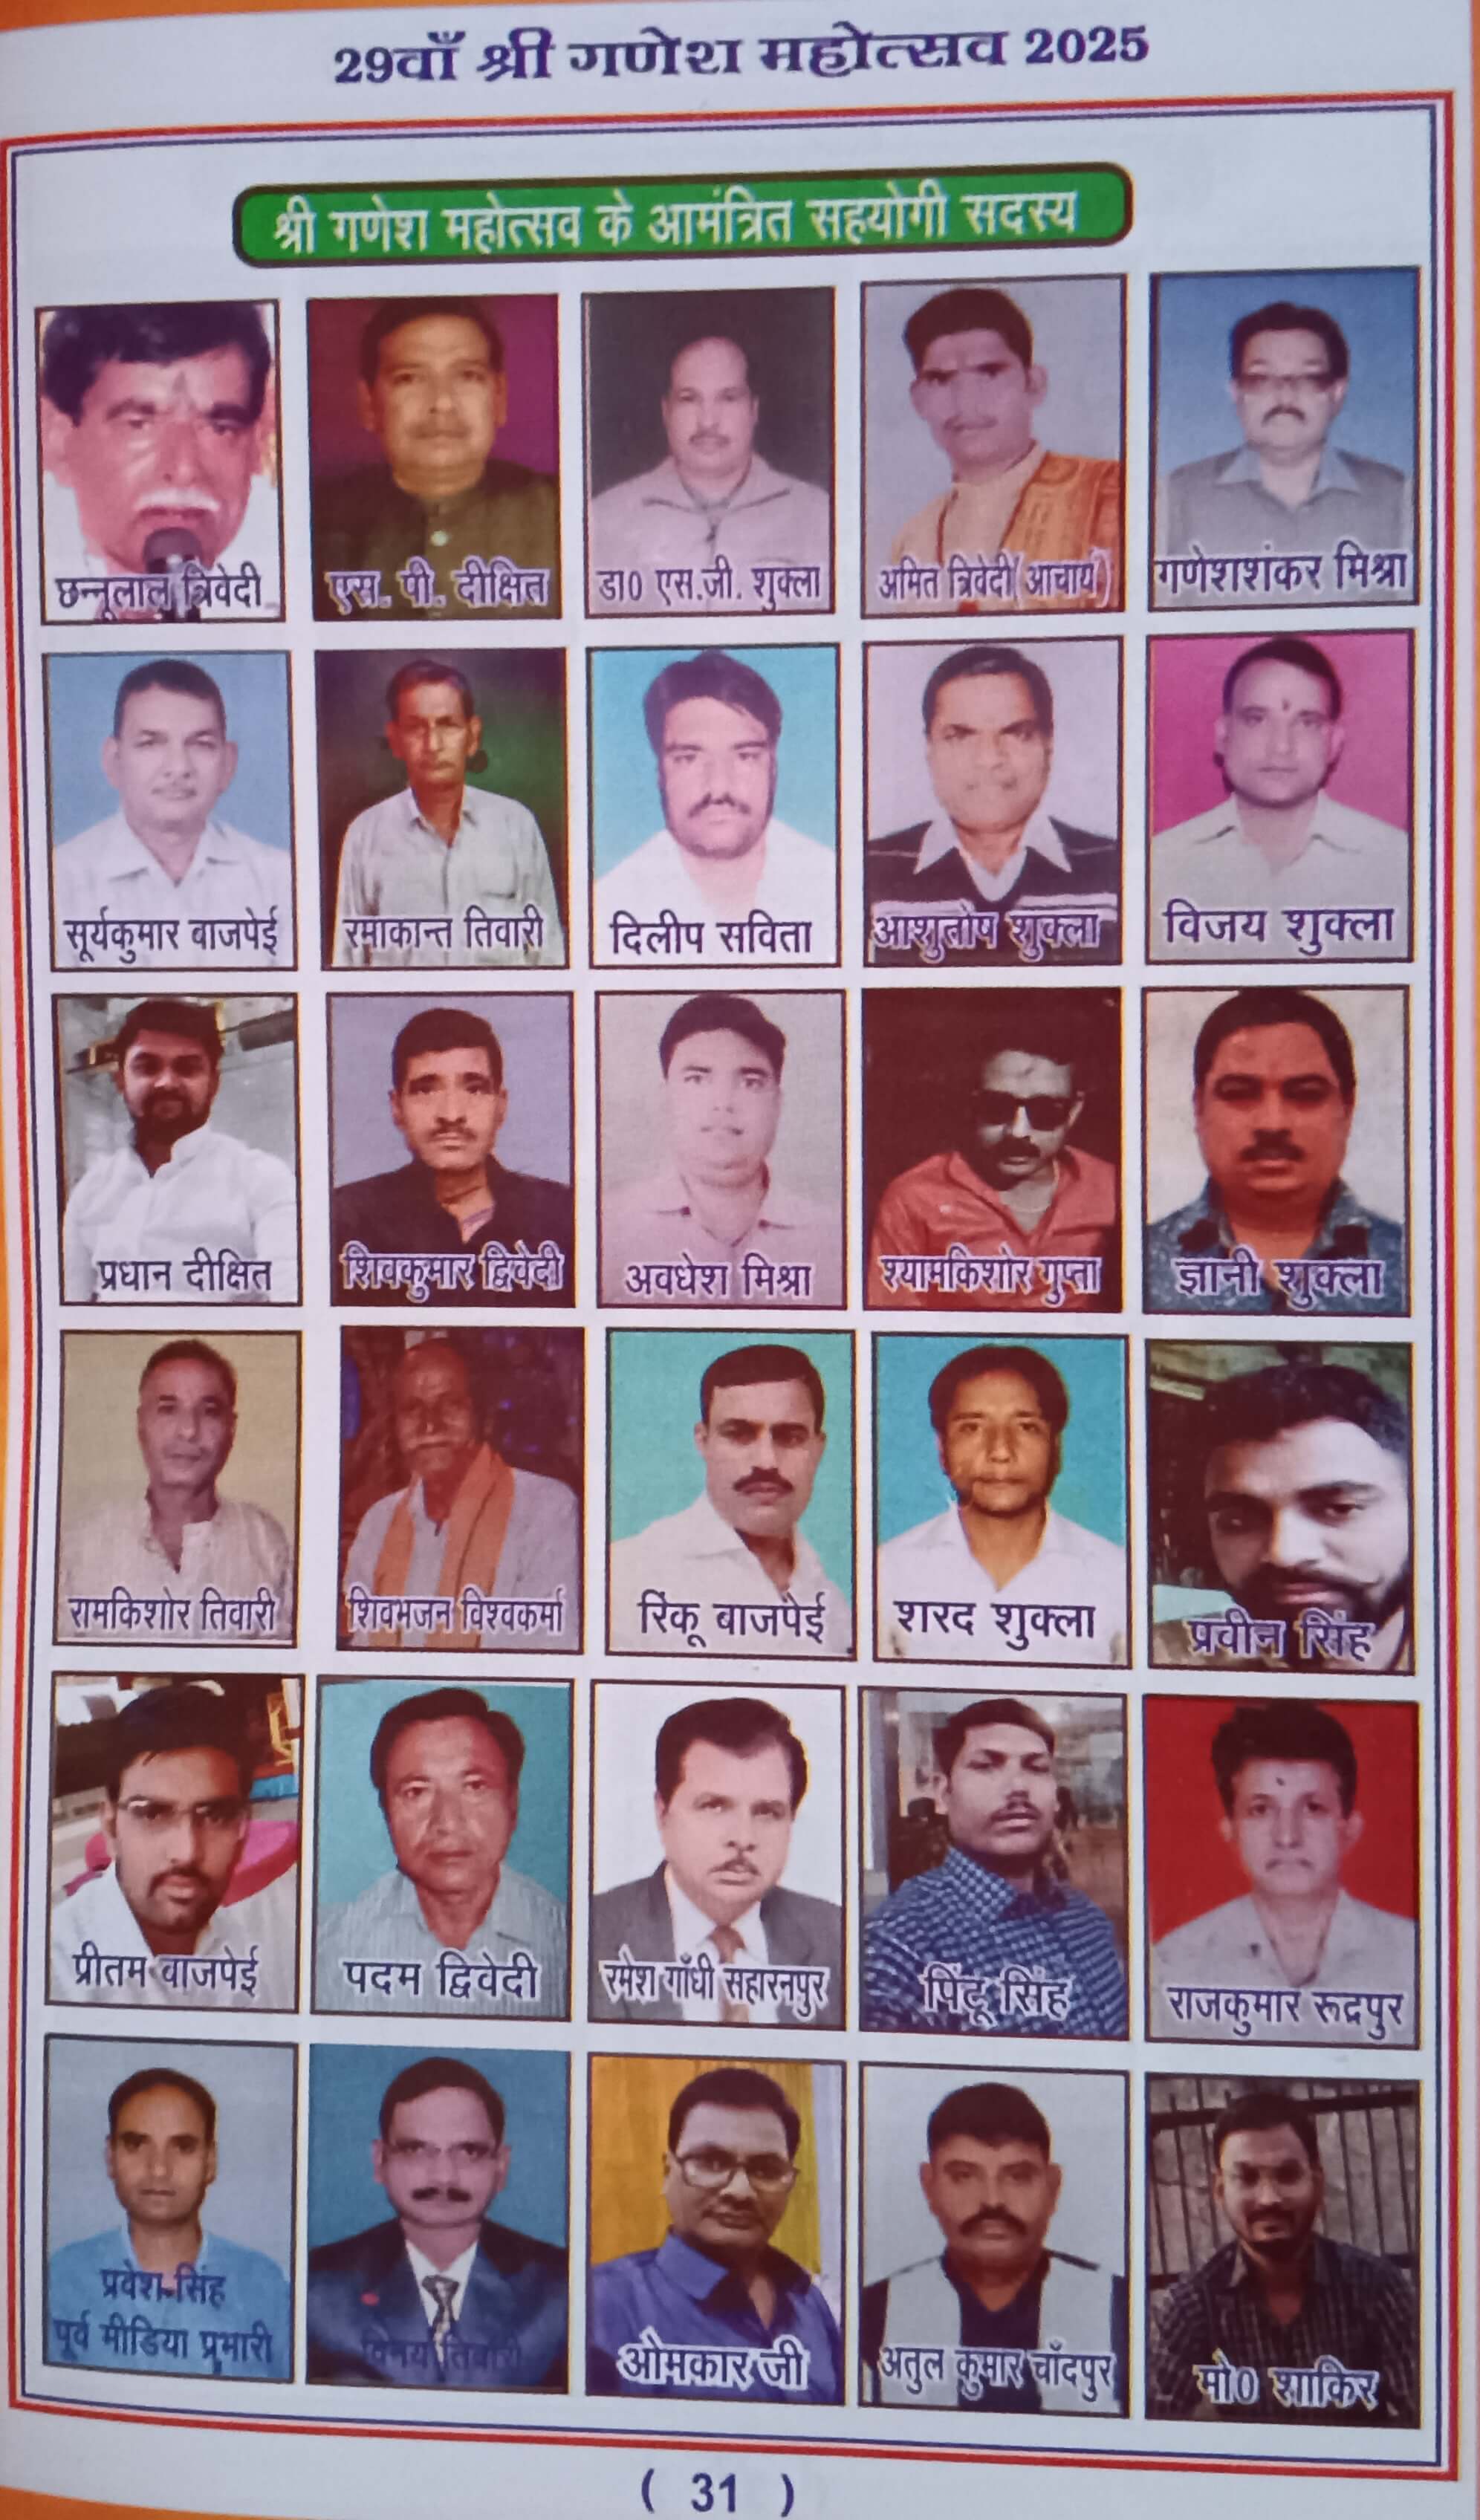 29वाँ श्री गणेश महोत्सव 2025
श्री गणेश महोत्सव के आमंत्रित सहयोगी सदस्य
छन्नूलाल त्रिवेदी
एस. पी. दीक्षित
डा0 एस.जी. शुक्ला
अमित त्रिवेदी(आचार्य)
गणेशशंकर मिश्रा
सूर्यकुमार बाजपेई
रमाकान्त तिवारी
दिलीप सविता
आशुतोष शुक्ला
विजय शुक्ला
प्रधान दीक्षित
शिवकुमार द्विवेदी
अवधेश मिश्रा
श्यामकिशोर गुप्ता
ज्ञानी शुक्ला
रामकिशोर तिवारी
शिवभजन विश्वकर्मा
रिंकू बाजपेई
शरद शुक्ला
प्रवीन सिंह
प्रीतम बाजपेई
पदम द्विवेदी
रमेश गाँधी सहारनपुर
पिंटू सिंह
राजकुमार रूद्रपुर
प्रवेश सिंह
पूर्व मीडिया प्रभारी
तिवारी
ओमकार जी
अतुल कुमार चाँदपुर
मो0 शाकिर
( 31 )